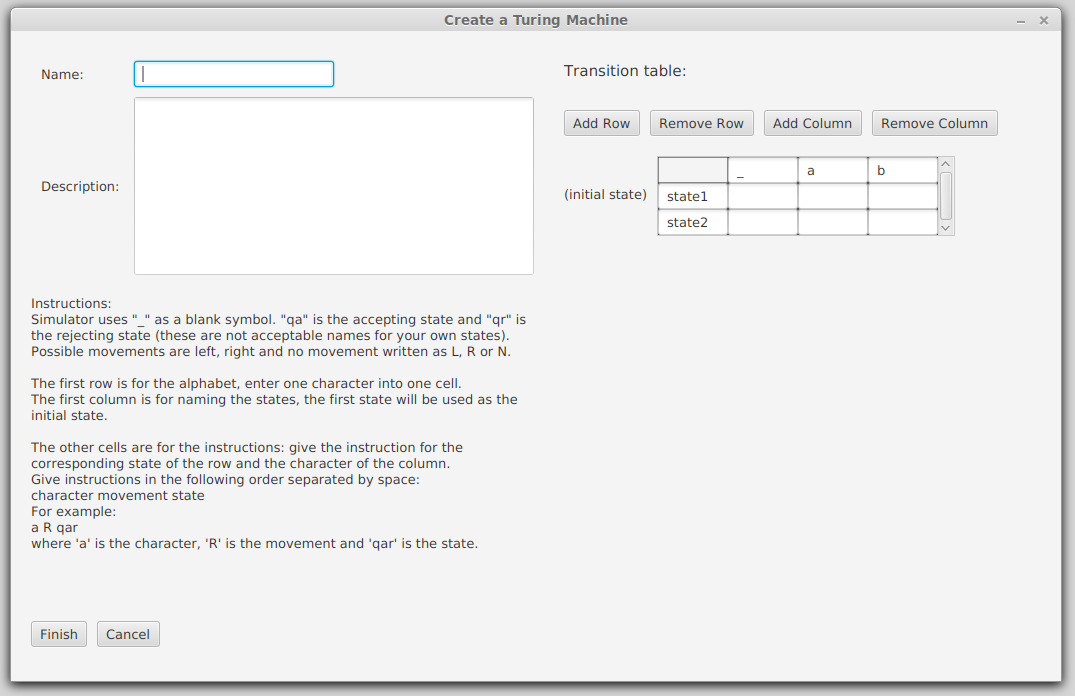 Create a Turing Machine
Name:
Description:
Instructions:
Simulator uses "_" as a blank symbol. "qa" is the accepting state and "qr" is
the rejecting state (these are not acceptable names for your own states).
Possible movements are left, right and no movement written as L, R or N.
The first row is for the alphabet, enter one character into one cell.
The first column is for naming the states, the first state will be used as the
initial state.
The other cells are for the instructions: give the instruction for the
corresponding state of the row and the character of the column.
Give instructions in the following order separated by space:
character movement state
For example:
a R qar
where 'a' is the character, 'R' is the movement and 'qar' is the state.
Finish Cancel
Transition table:
Add Row Remove Row Add Column Remove Column
_ a b
(initial state) state1
state2